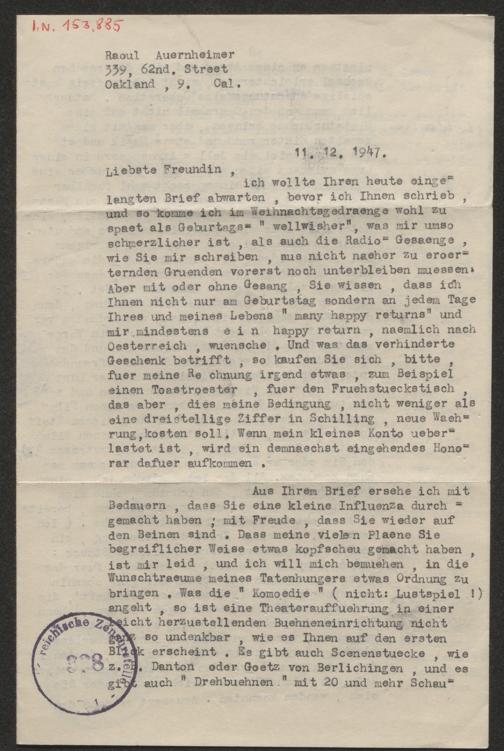 I.N. 153.885
Raoul Auernheimer
339, 62nd. Street
Oakland , 9. Cal.
11. 12. 1947.
Liebste Freundin ,
ich wollte Ihren heute einge=
langten Brief abwarten , bevor ich Ihnen schrieb ,
und so komme ich im Weihnachtsgedraenge wohl zu
spaet als Geburtags= " wellwisher", was mir umso
schmerzlicher ist , als auch die Radio= Gesaenge ,
wie Sie mir schreiben , aus nicht naeher zu eroer=
ternden Gruenden vorerst noch unterbleiben muessen.
Aber mit oder ohne Gesang , Sie wissen , dass ich
Ihnen nicht nur am Geburtstag sondern an jedem Tage
Ihres und meines Lebens " many happy returns" und
mir mindestens e i n happy return , naemlich nach
Oesterreich , wuensche . Und was das verhinderte
Geschenk betrifft , so kaufen Sie sich , bitte ,
fuer meine Re chnung irgend etwas , zum Beispiel
einen Toastroester , fuer den Fruehstueckstisch ,
das aber , dies meine Bedingung , nicht weniger als
eine dreistellige Ziffer in Schilling , neue Waeh=
rung,kosten soll. Wenn mein kleines Konto ueber=
lastet ist , wird ein demnaechst eingehendes Hono=
rar dafuer aufkommen .
Aus Ihrem Brief ersehe ich mit
Bedauern , dass Sie eine kleine Influenza durch =
gemacht haben ; mit Freude , dass Sie wieder auf
den Beinen sind . Dass meine vielen Plaene Sie
begreiflicher Weise etwas kopfscheu gemacht haben ,
ist mir leid , und ich will mich bemuehen , in die
Wunschtraeume meines Tatenhungers etwas Ordnung zu
bringen . Was die " Komoedie " ( nicht: Lustspiel !)
angeht , so ist eine Theaterauffuehrung in einer
leicht herzustellenden Buehneneinrichtung nicht
so undenkbar , wie es Ihnen auf den ersten
Blick erscheint . Es gibt auch Scenenstuecke , wie
z. B. Danton oder Goetz von Berlichingen , und es
gibt auch " Drehbuehnen " mit 20 und mehr Schau=
898